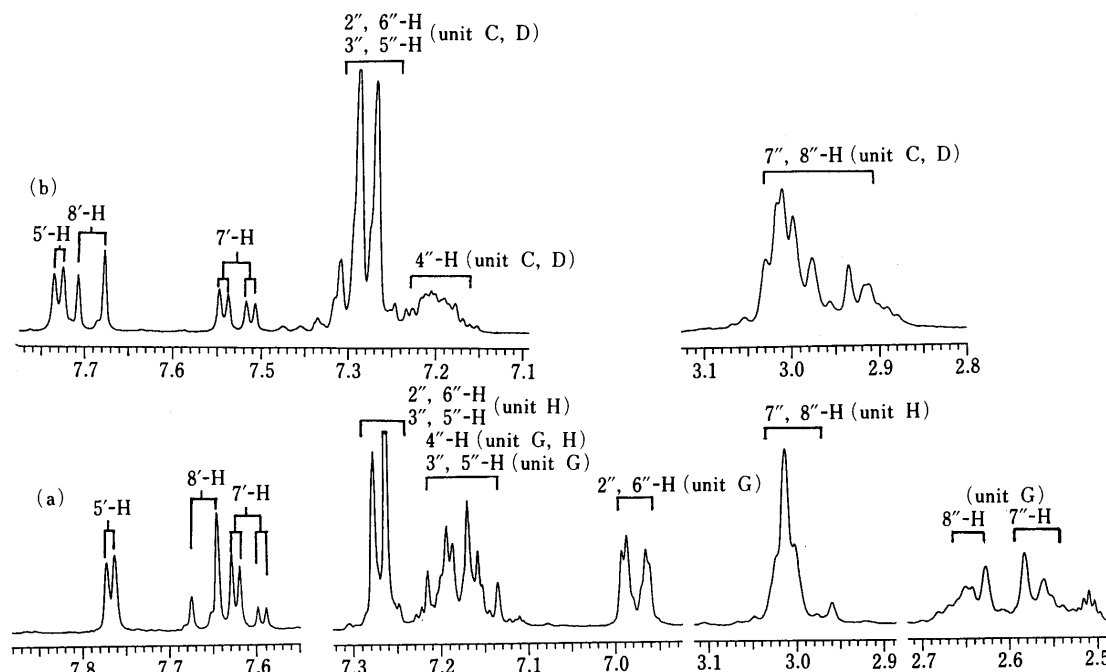 2″, 6″-H
3″, 5″-H (unit C, D)
7″, 8″-H (unit C, D)
(b)
8′-H
5′-H
7′-H
4″-H (unit C, D)
7.7 7.6 7.5 7.4 7.3 7.2 7.1
3.1 3.0 2.9 2.8
2″, 6″-H
3″, 5″-H (unit H)
7″, 8″-H (unit H)
4″-H (unit G, H)
3″, 5″-H (unit G)
2″, 6″-H (unit G)
(unit G)
8″-H 7″-H
(a)
8′-H
7′-H
5′-H
7.8 7.7 7.6
7.3 7.2 7.1 7.0
3.1 3.0 2.9
2.7 2.6 2.5